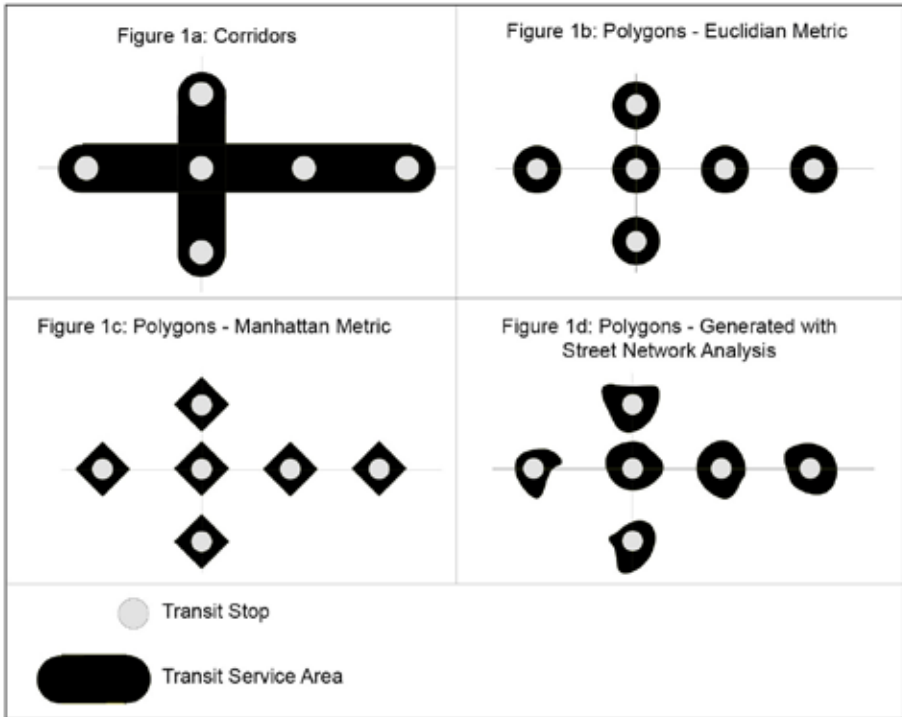 Figure 1a: Corridors
Figure 1b: Polygons - Euclidian Metric
Figure 1c: Polygons - Manhattan Metric
Figure 1d: Polygons - Generated with
Street Network Analysis
Transit Stop
Transit Service Area